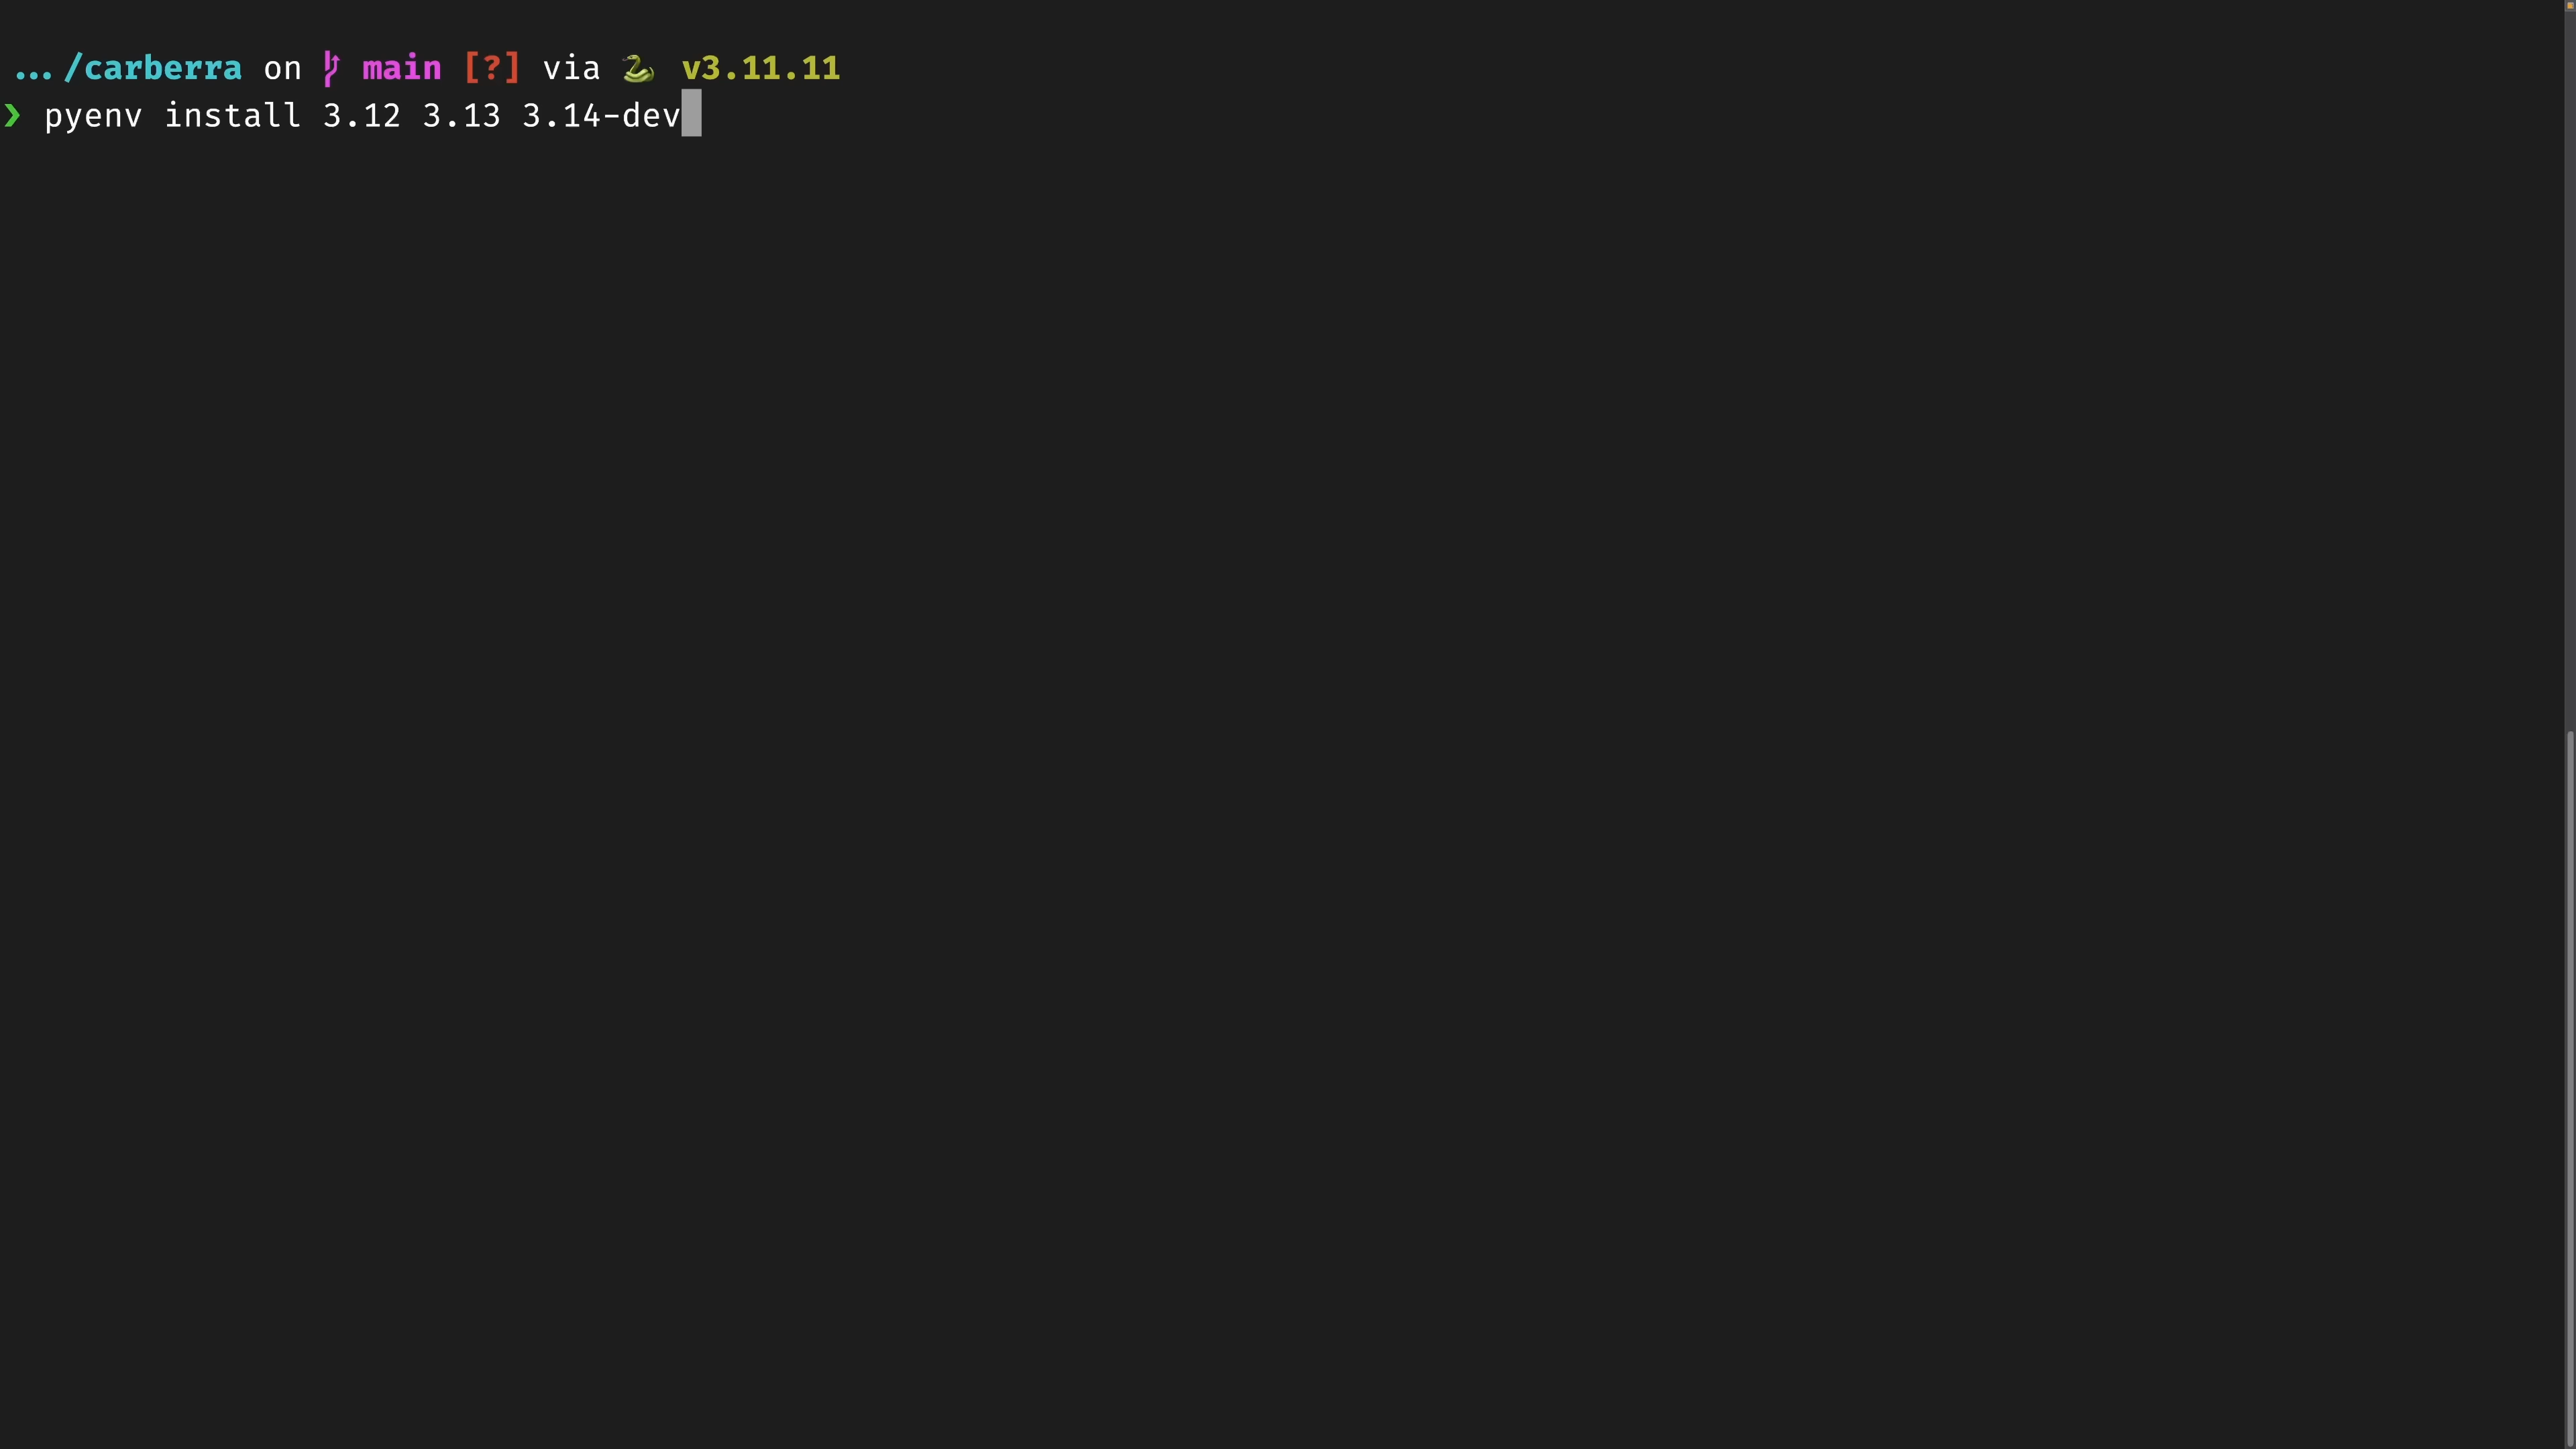 …/carberra on main [?] via 🐍 v3.11.11
❯ pyenv install 3.12 3.13 3.14-dev